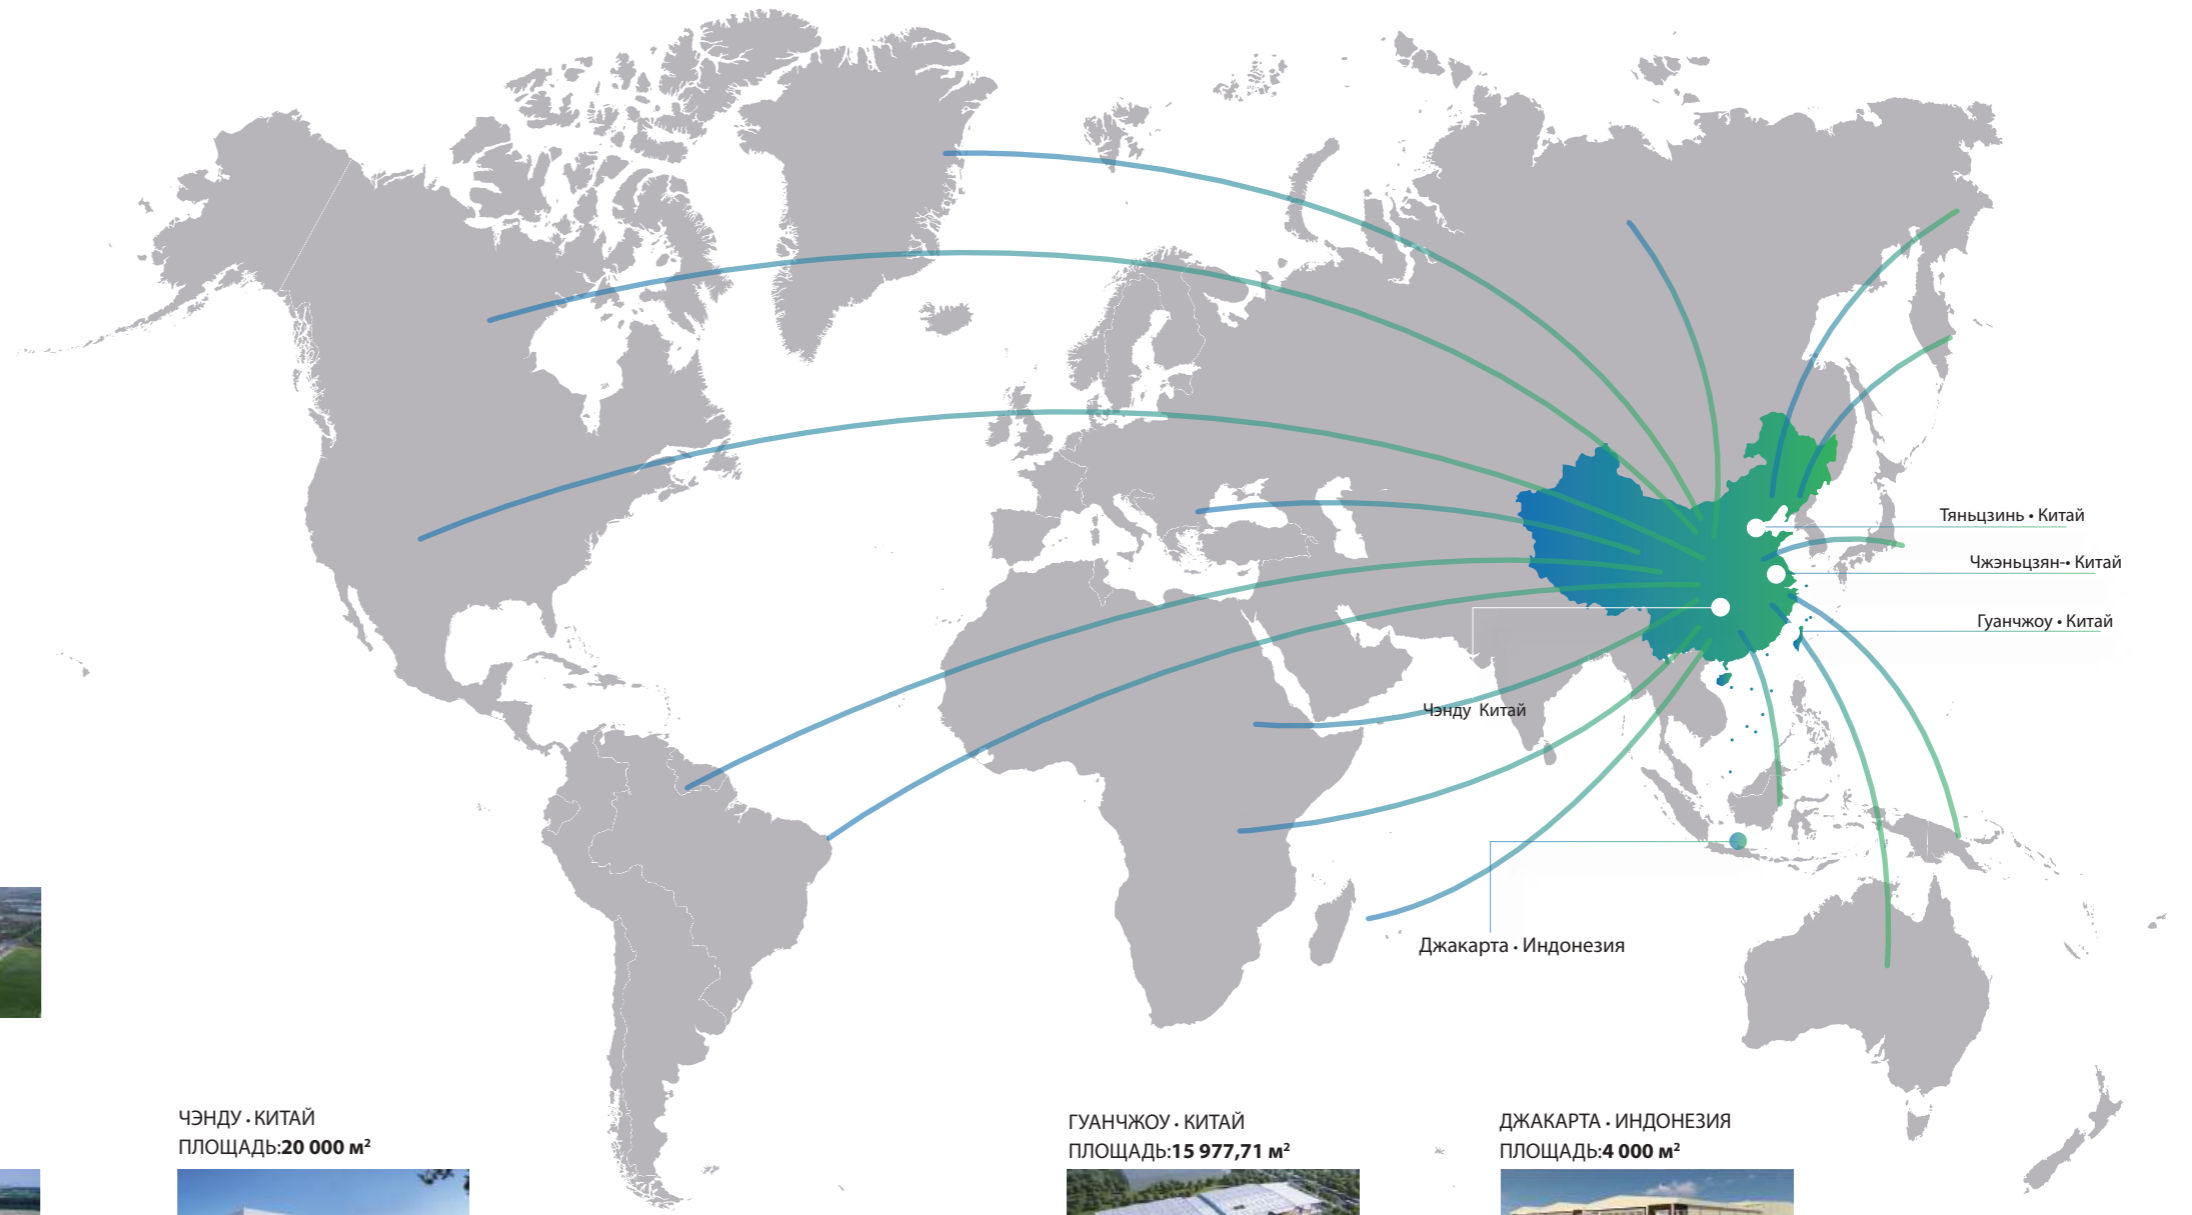 Тяньцзинь • Китай
Чжэньцзян-• Китай
Гуанчжоу • Китай
Чэнду Китай
Джакарта • Индонезия
ЧЭНДУ • КИТАЙ
ПЛОЩАДЬ:20 000 м²
ГУАНЧЖОУ • КИТАЙ
ПЛОЩАДЬ:15 977,71 м²
ДЖАКАРТА • ИНДОНЕЗИЯ
ПЛОЩАДЬ:4 000 м²